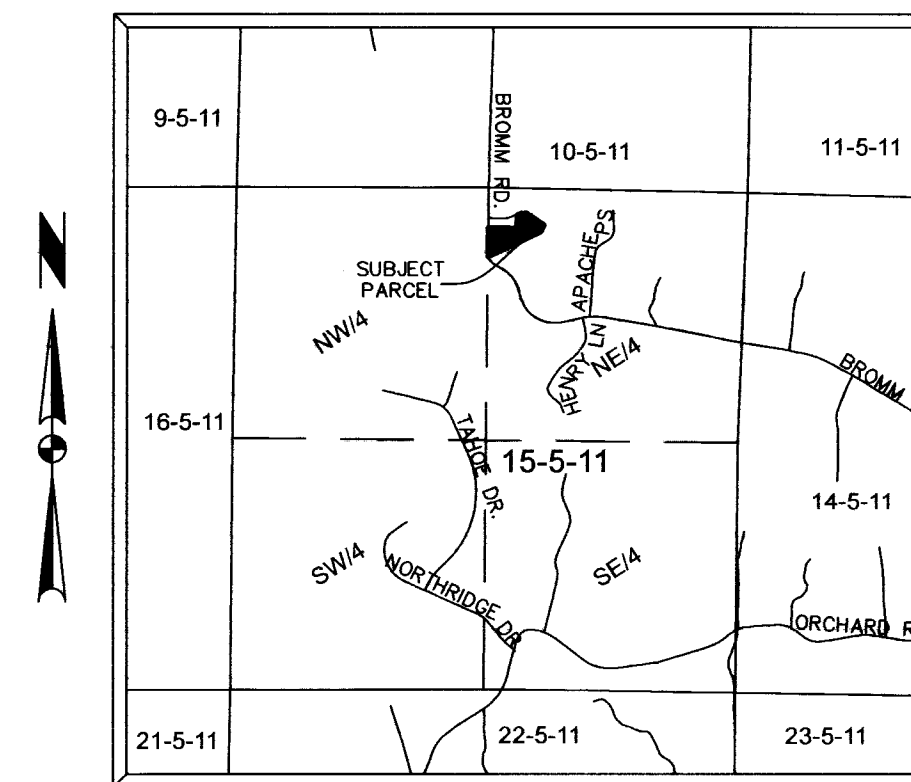 9-5-11
BROMM RD.
10-5-11
11-5-11
N
APACHE PS
SUBJECT
PARCEL
NW/4
HENRY LN
NE/4
BROMM
16-5-11
TAHOE DR.
15-5-11
14-5-11
SW/4
NORTHRIDGE DR
SE/4
ORCHARD R
21-5-11
22-5-11
23-5-11